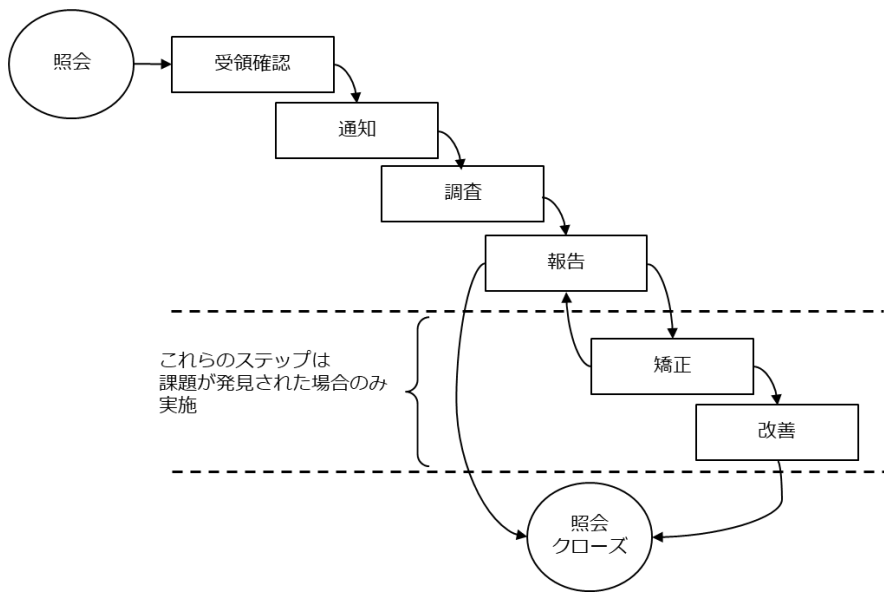 照会
受領確認
通知
調査
報告
これらのステップは
課題が発見された場合のみ
実施
矯正
改善
照会
クローズ